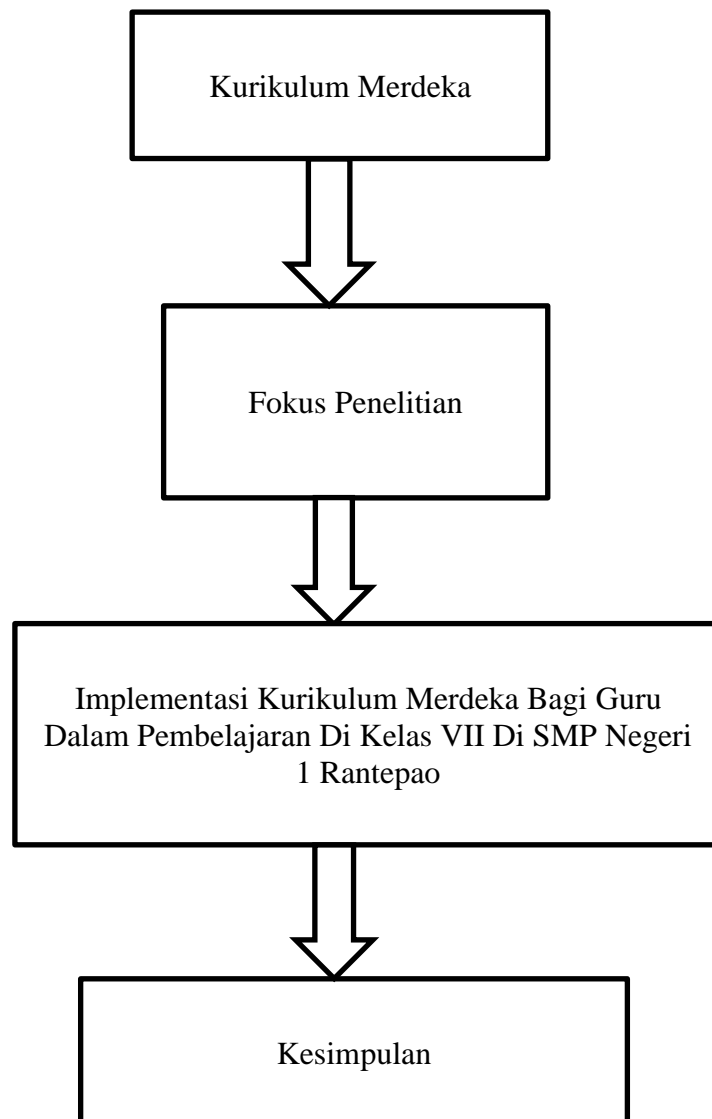 Kurikulum Merdeka
Fokus Penelitian
Implementasi Kurikulum Merdeka Bagi Guru
Dalam Pembelajaran Di Kelas VII Di SMP Negeri
1 Rantepao
Kesimpulan